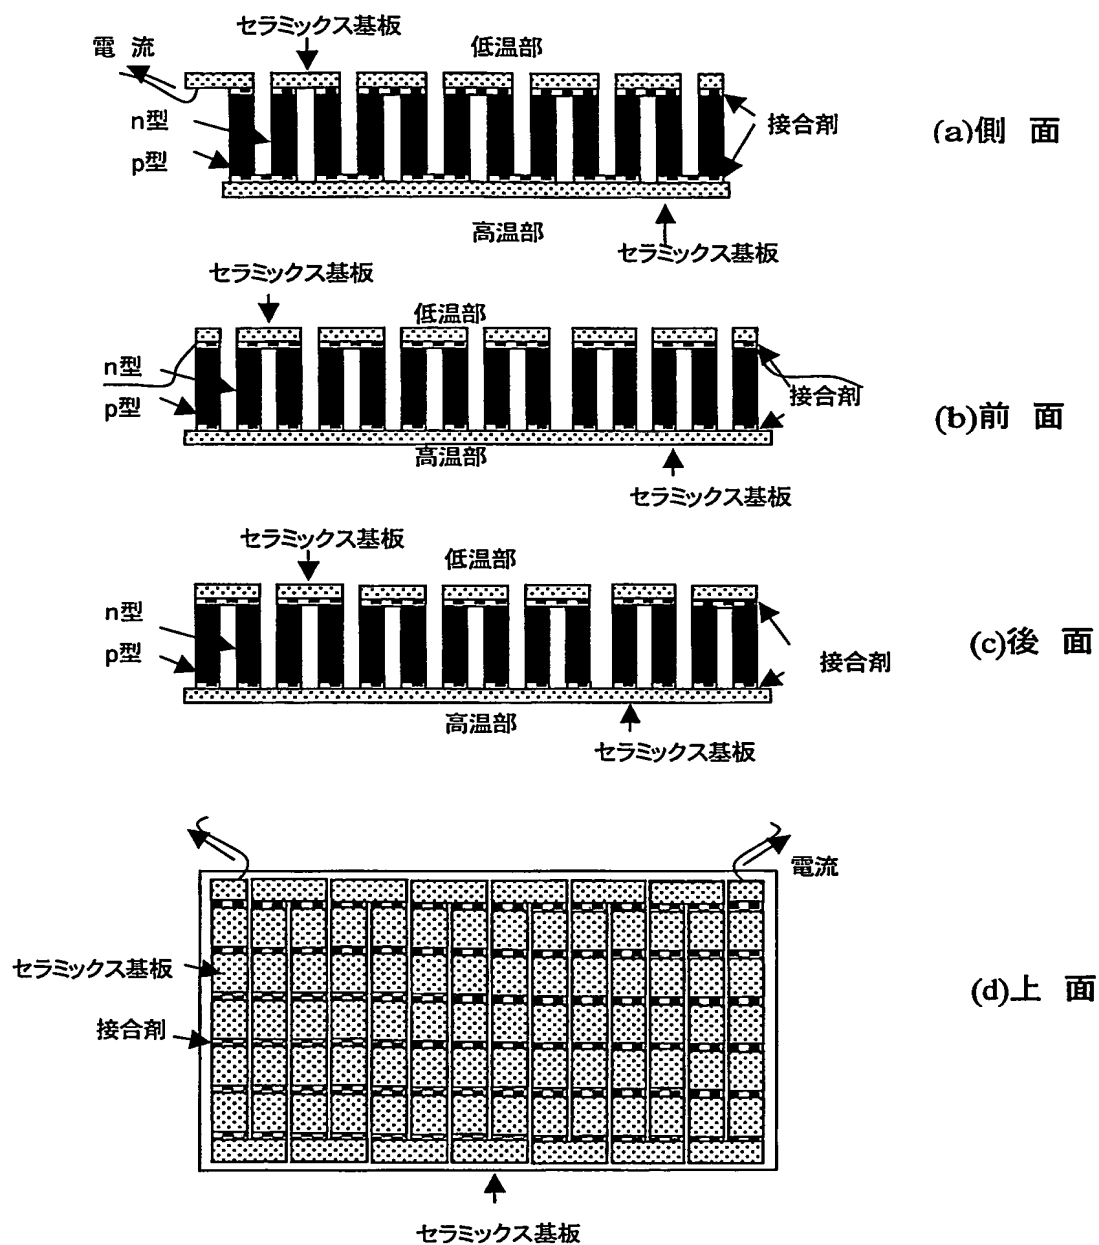 セラミックス基板
電 流
低温部
n型
p型
接合剤
(a)側 面
高温部
セラミックス基板
セラミックス基板
低温部
n型
p型
接合剤
(b)前 面
高温部
セラミックス基板
セラミックス基板
低温部
n型
p型
接合剤
(c)後 面
高温部
セラミックス基板
電流
セラミックス基板
接合剤
(d)上 面
セラミックス基板